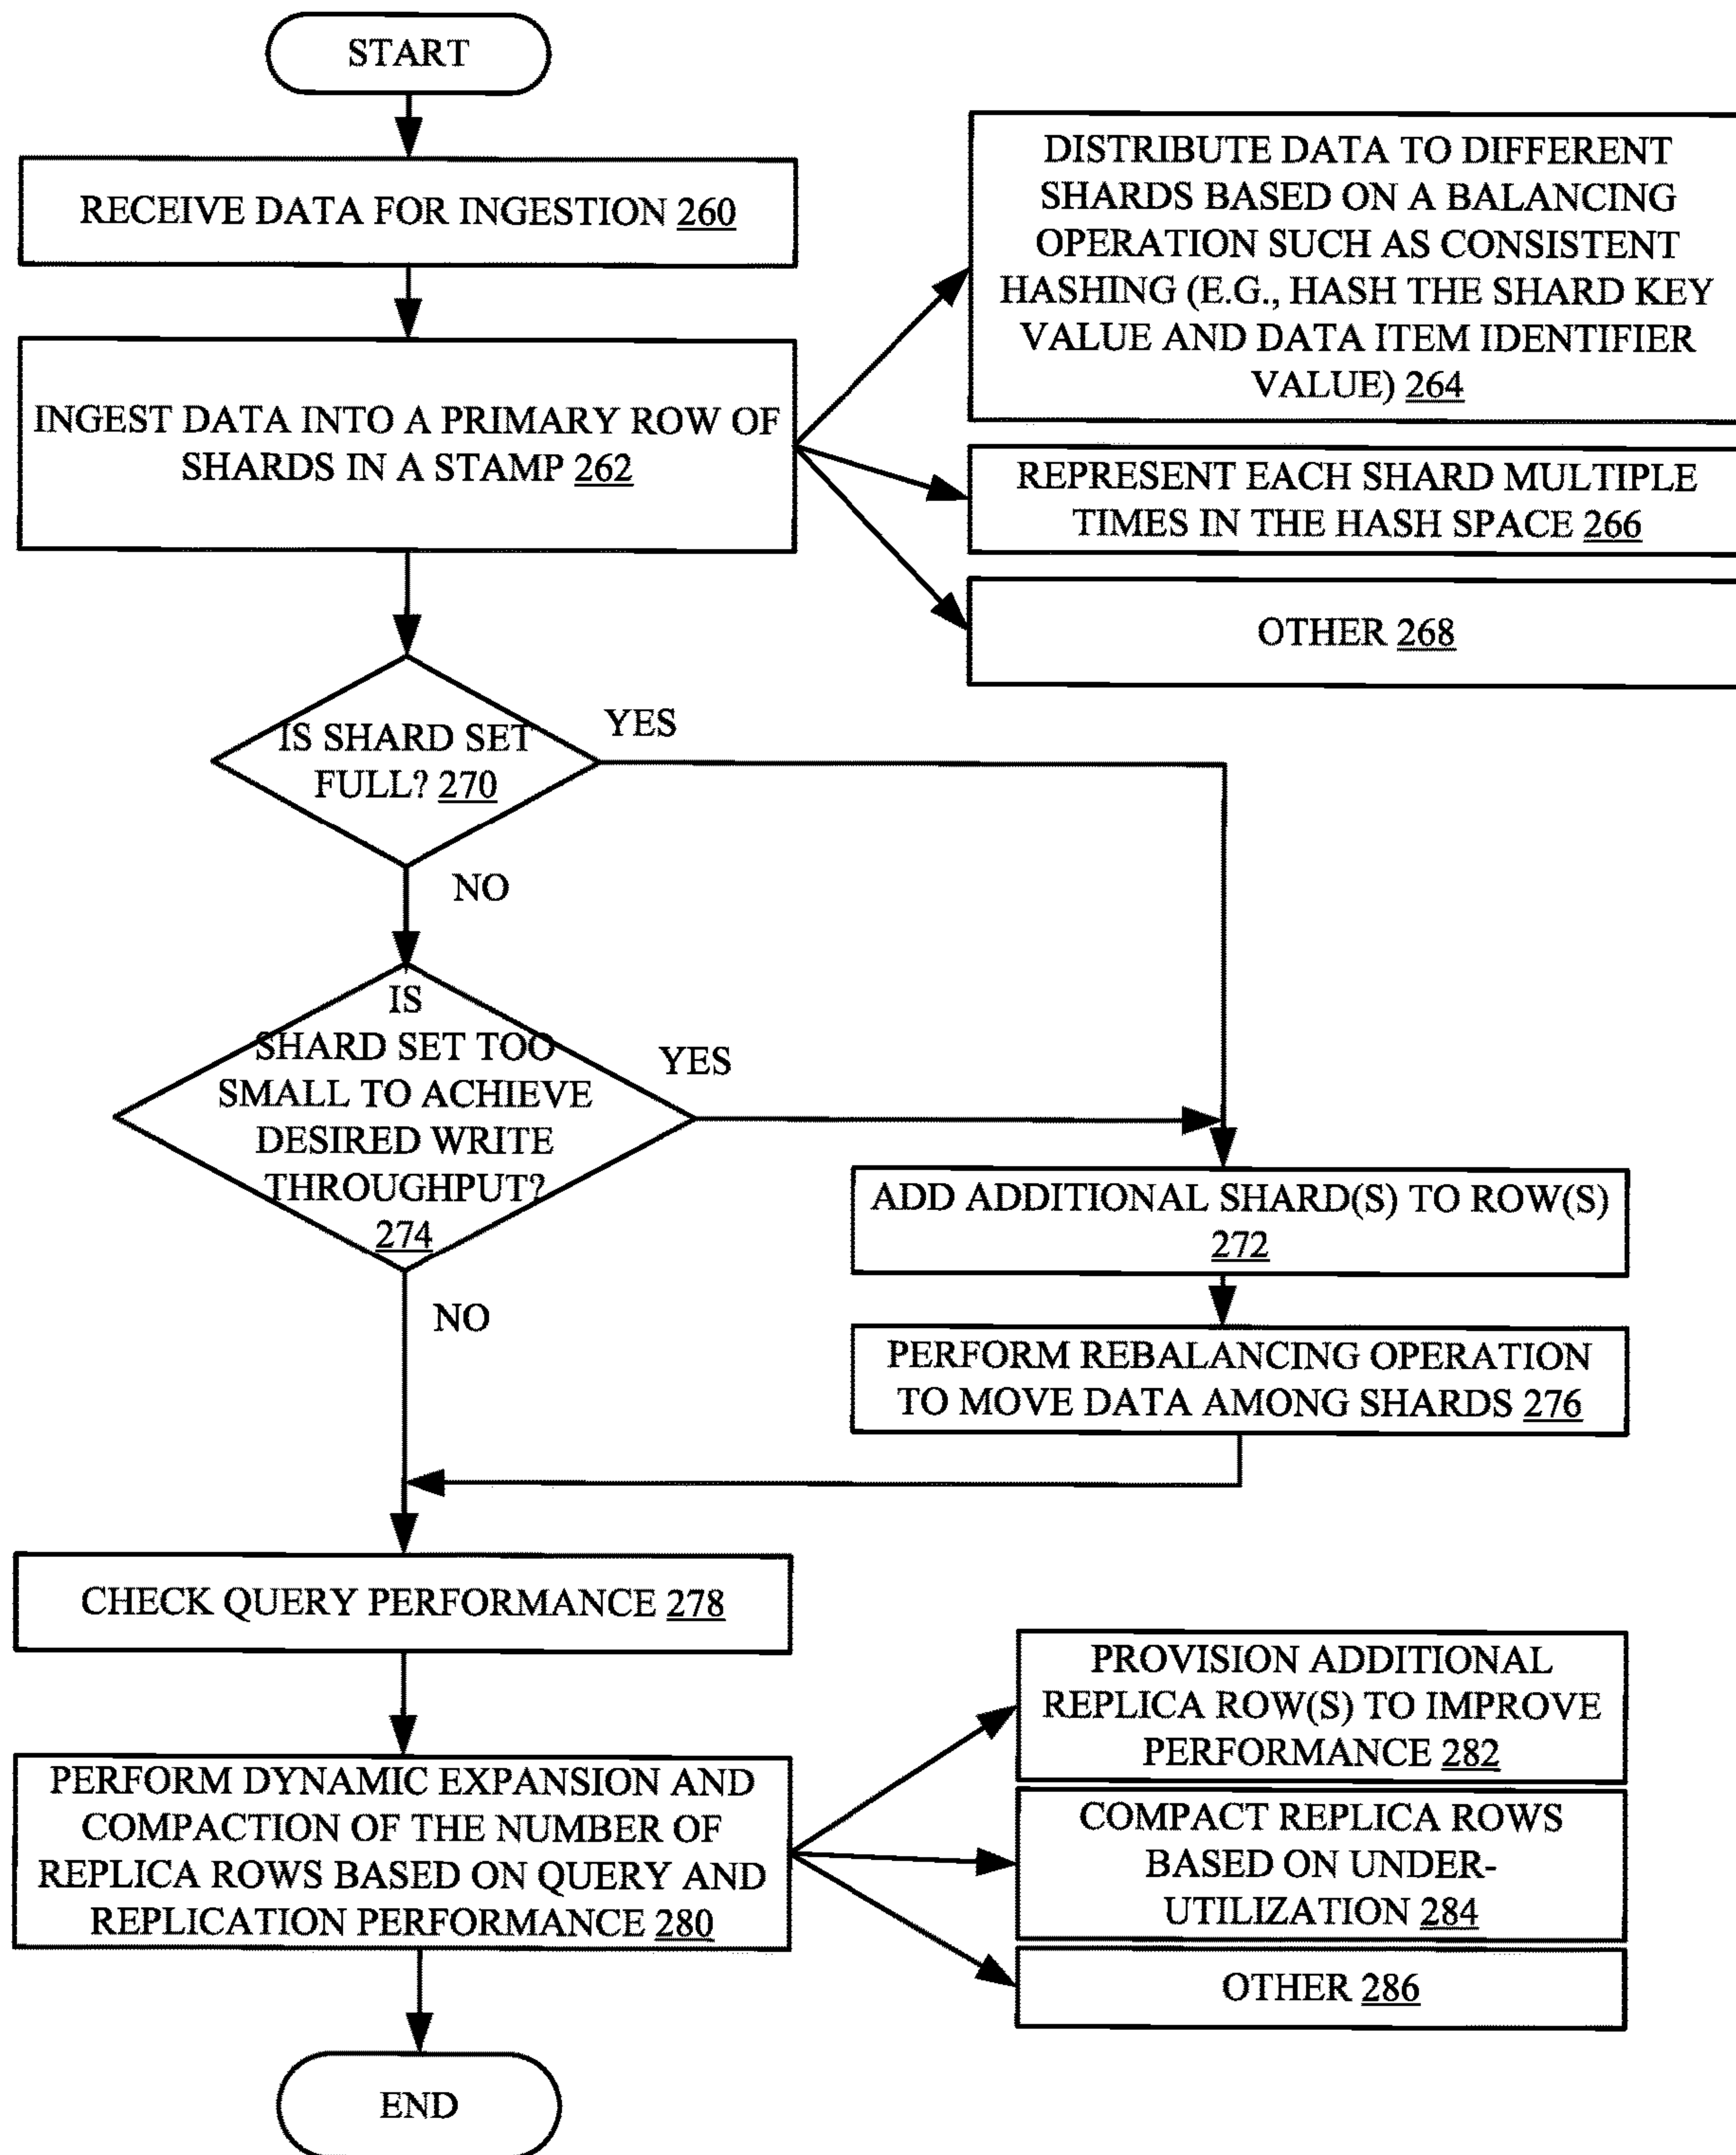 START
RECEIVE DATA FOR INGESTION 260
DISTRIBUTE DATA TO DIFFERENT
SHARDS BASED ON A BALANCING
OPERATION SUCH AS CONSISTENT
HASHING (E.G., HASH THE SHARD KEY
VALUE AND DATA ITEM IDENTIFIER
VALUE) 264
INGEST DATA INTO A PRIMARY ROW OF
SHARDS IN A STAMP 262
REPRESENT EACH SHARD MULTIPLE
TIMES IN THE HASH SPACE 266
OTHER 268
IS SHARD SET
FULL? 270
YES
NO
IS
SHARD SET TOO
SMALL TO ACHIEVE
DESIRED WRITE
THROUGHPUT?
274
YES
NO
ADD ADDITIONAL SHARD(S) TO ROW(S)
272
PERFORM REBALANCING OPERATION
TO MOVE DATA AMONG SHARDS 276
CHECK QUERY PERFORMANCE 278
PERFORM DYNAMIC EXPANSION AND
COMPACTION OF THE NUMBER OF
REPLICA ROWS BASED ON QUERY AND
REPLICATION PERFORMANCE 280
PROVISION ADDITIONAL
REPLICA ROW(S) TO IMPROVE
PERFORMANCE 282
COMPACT REPLICA ROWS
BASED ON UNDER-
UTILIZATION 284
OTHER 286
END